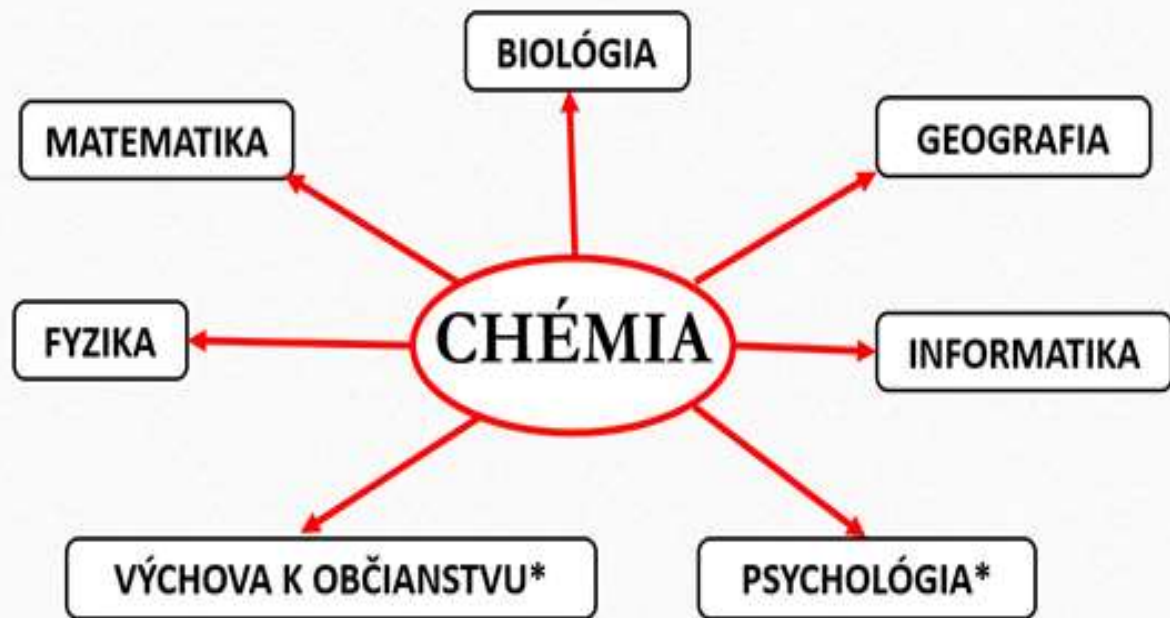 BIOLÓGIA
MATEMATIKA
GEOGRAFIA
CHÉMIA
FYZIKA
INFORMATIKA
VÝCHOVA K OBČIANSTVU*
PSYCHOLÓGIA*